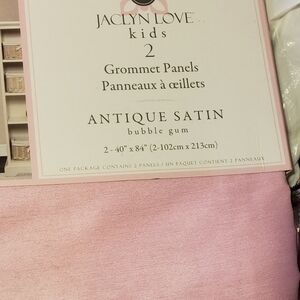 JACLYN LOVE
kids
2
Grommet Panels
Panneaux à œillets
ANTIQUE SATIN
bubble gum
2 - 40" x 84" (2-102cm x 213cm)
ONE PACKAGE CONTAINS 2 PANELS / UN PAQUET CONTIENT 2 PANNEAUX